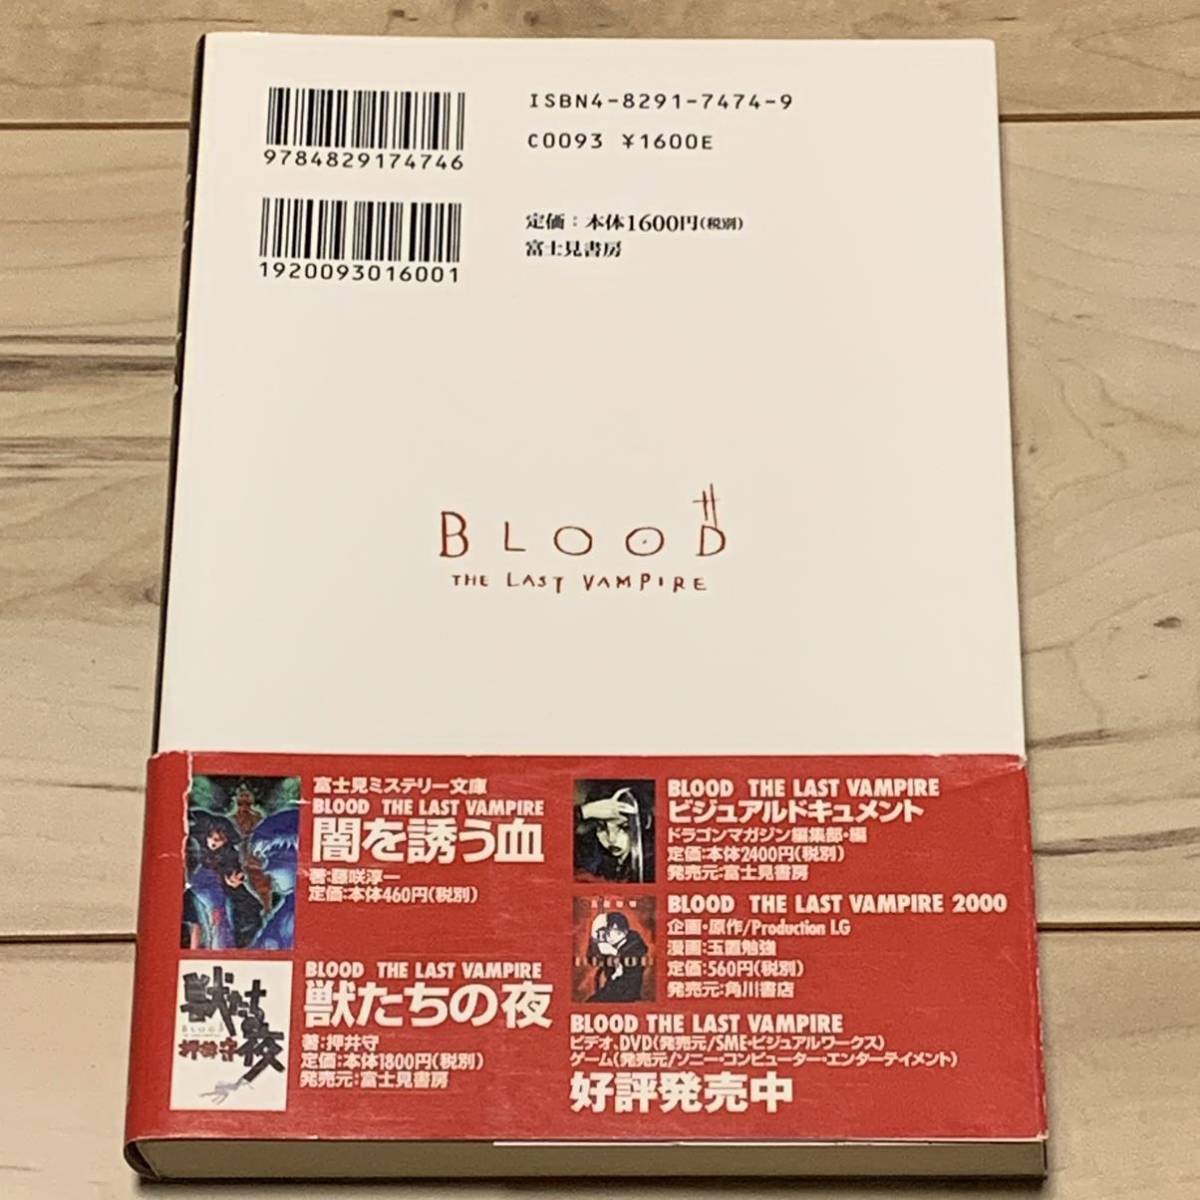 ISBN4-8291-7474-9
9784829174746
C0093 ¥1600E
1920093016001
定価：本体1600円(税別)
富士見書房
BLOOD
THE LAST VAMPIRE
富士見ミステリー文庫
BLOOD THE LAST VAMPIRE
闇を誘う血
著:藤咲淳一
定価:本体460円(税別)
獣たちの夜
BLOOD
押井守
BLOOD THE LAST VAMPIRE
獣たちの夜
著:押井守
定価:本体1800円(税別)
発売元:富士見書房
BLOOD THE LAST VAMPIRE
ビジュアルドキュメント
ドラゴンマガジン編集部・編
定価:本体2400円(税別)
発売元:富士見書房
BLOOD
BLOOD THE LAST VAMPIRE 2000
企画・原作/Production I.G
漫画:玉置勉強
定価:560円(税別)
発売元:角川書店
BLOOD THE LAST VAMPIRE
ビデオ、DVD(発売元/SME・ビジュアルワークス)
ゲーム(発売元/ソニー・コンピューター・エンターテイメント)
好評発売中